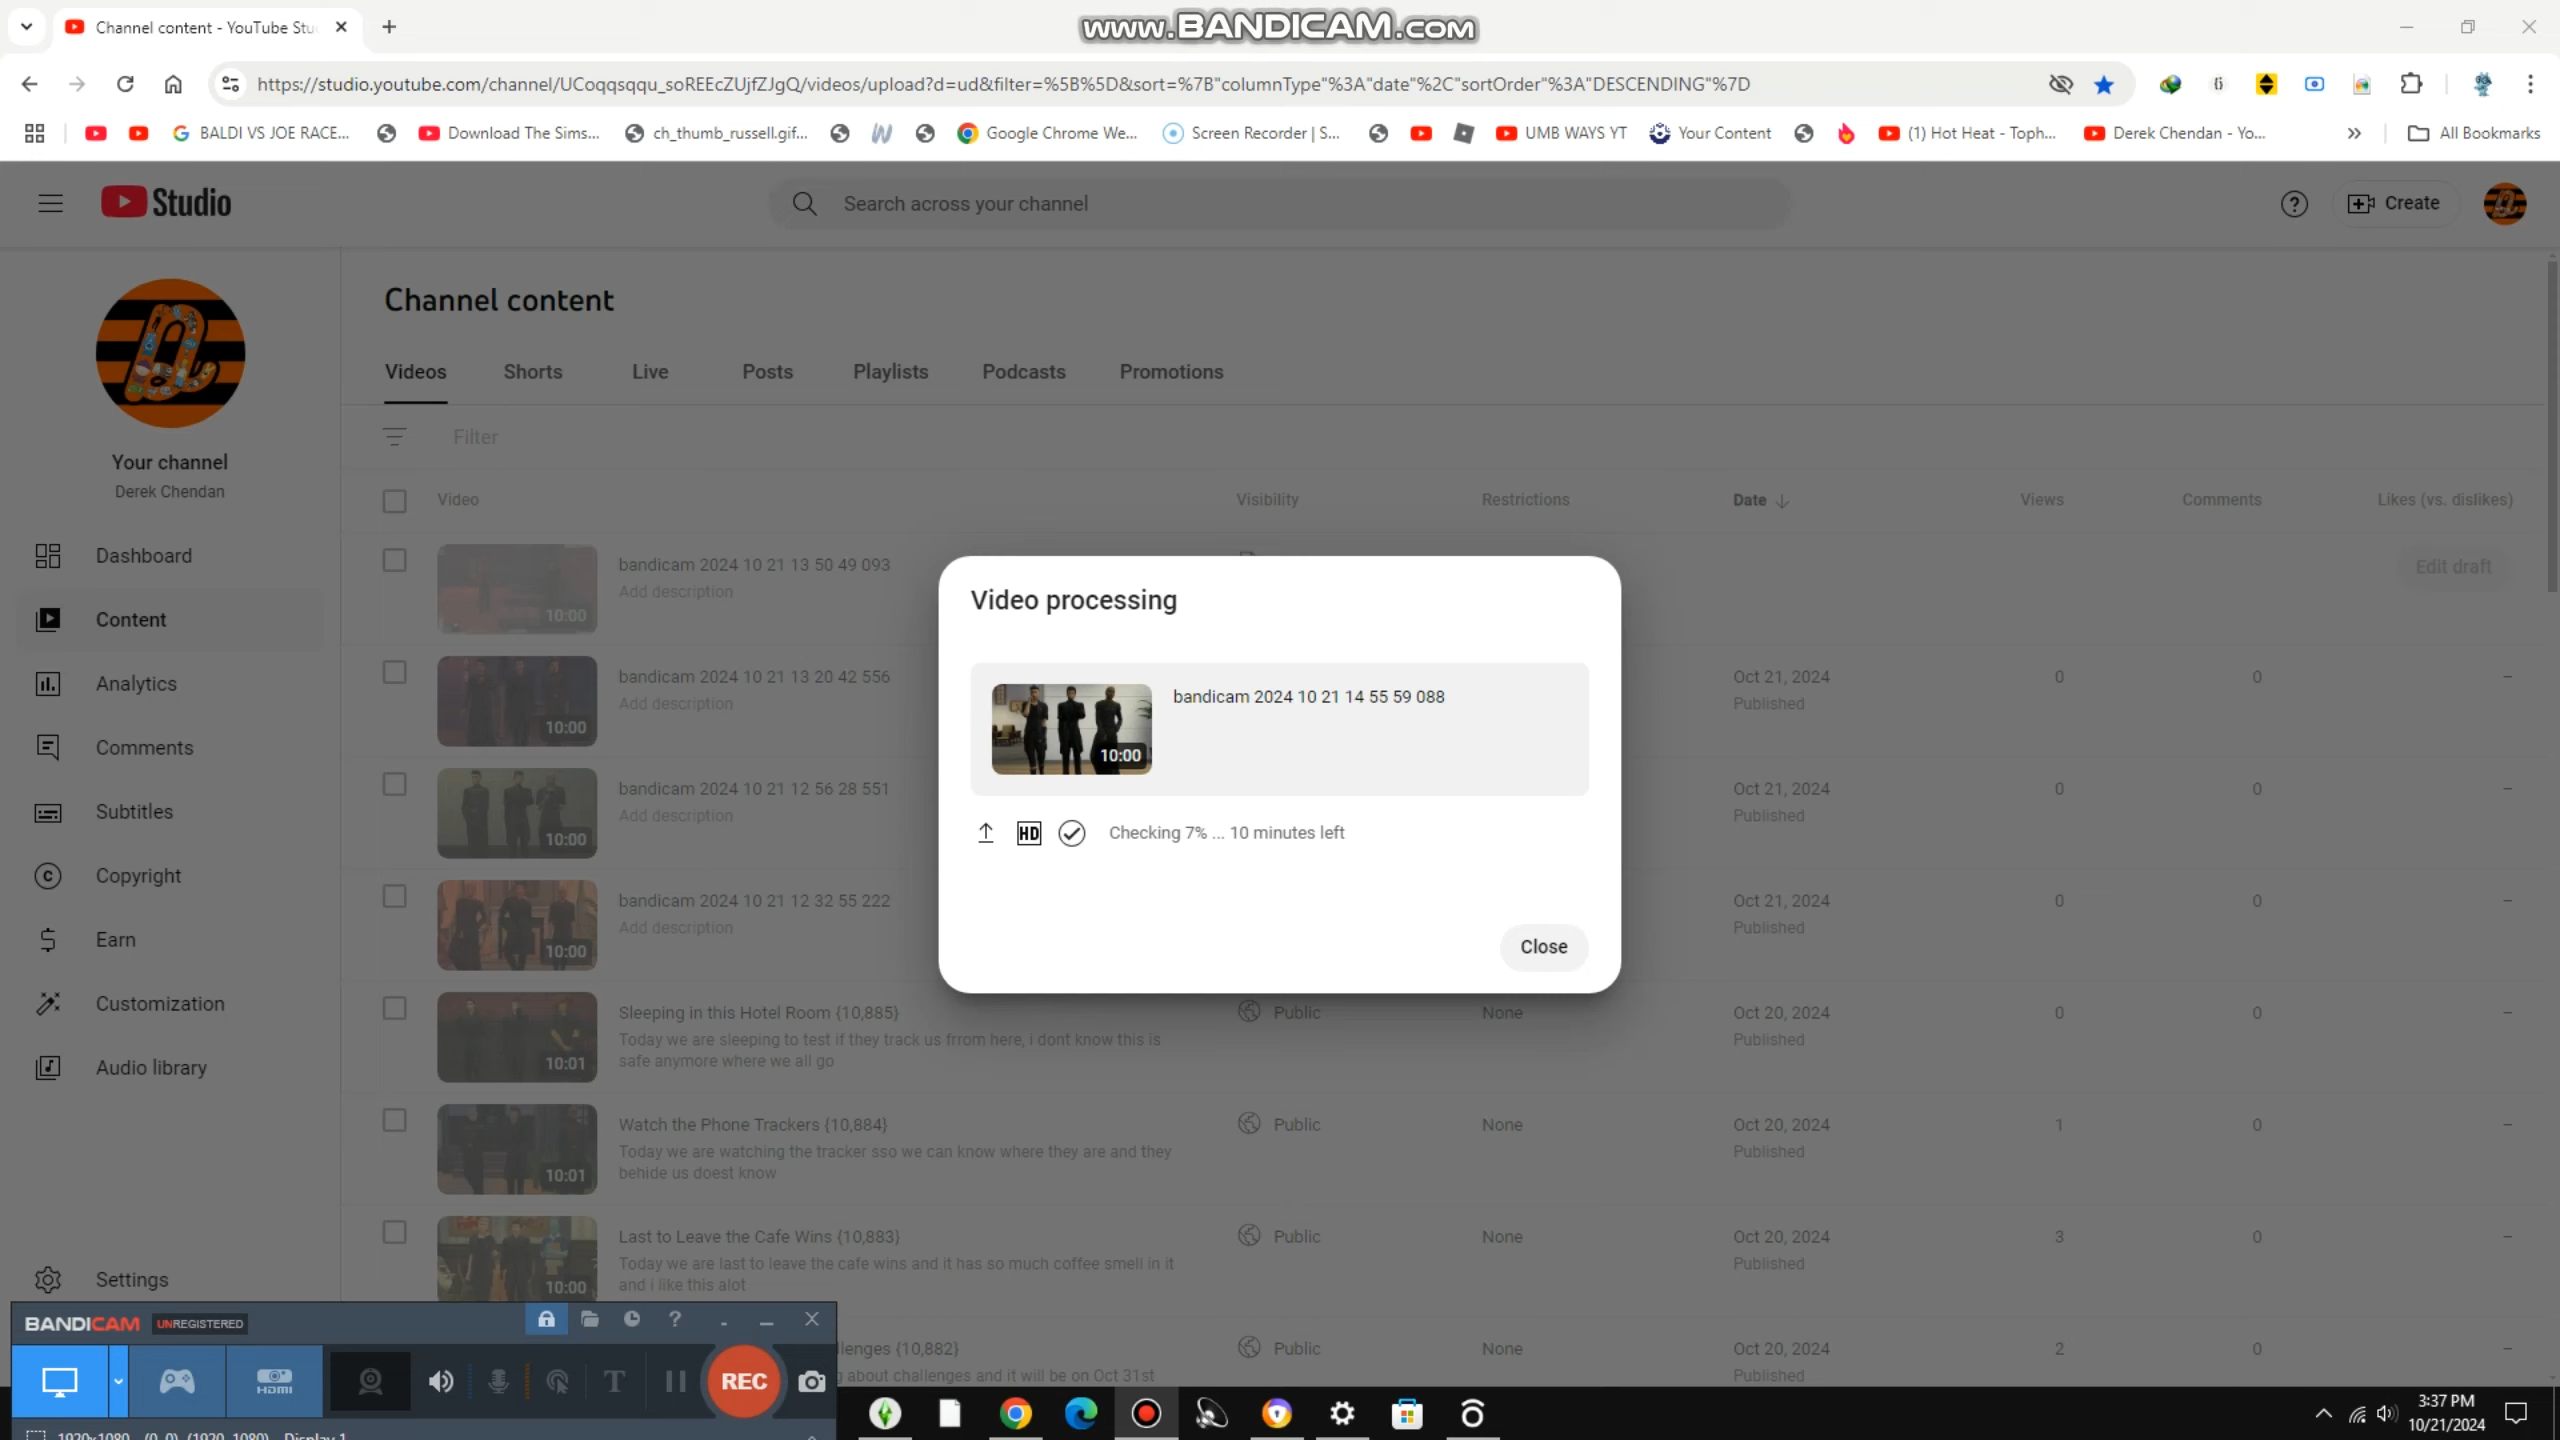 Channel content - YouTube Stu
www.BANDICAM.com
https://studio.youtube.com/channel/UCoqqsqqu_soREEcZUjfZJgQ/videos/upload?d=ud&filter=%5B%5D&sort=%7B"columnType"%3A"date"%2C"sortOrder"%3A"DESCENDING"%7D
BALDI VS JOE RACE... Download The Sims... ch_thumb_russell.gif... Google Chrome We... Screen Recorder | S... UMB WAYS YT Your Content (1) Hot Heat - Toph... Derek Chendan - Yo... All Bookmarks
Studio
Search across your channel
Create
Channel content
Videos Shorts Live Posts Playlists Podcasts Promotions
Filter
Your channel
Derek Chendan
Dashboard
Content
Analytics
Comments
Subtitles
Copyright
Earn
Customization
Audio library
Settings
Video Visibility Restrictions Date Views Comments Likes (vs. dislikes)
bandicam 2024 10 21 13 50 49 093 Edit draft
Add description
10:00
bandicam 2024 10 21 13 20 42 556 Oct 21, 2024 0 0 –
Add description Published
10:00
bandicam 2024 10 21 12 56 28 551 Oct 21, 2024 0 0 –
Add description Published
10:00
bandicam 2024 10 21 12 32 55 222 Oct 21, 2024 0 0 –
Add description Published
10:00
Video processing
bandicam 2024 10 21 14 55 59 088
10:00
HD Checking 7% ... 10 minutes left
Close
Sleeping in this Hotel Room {10,885} Public None Oct 20, 2024 0 0 –
Today we are sleeping to test if they track us frrom here, i dont know this is Published
safe anymore where we all go
10:01
Watch the Phone Trackers {10,884} Public None Oct 20, 2024 1 0 –
Today we are watching the tracker sso we can know where they are and they Published
behide us doest know
10:01
Last to Leave the Cafe Wins {10,883} Public None Oct 20, 2024 3 0 –
Today we are last to leave the cafe wins and it has so much coffee smell in it Published
and i like this alot
10:00
llenges {10,882} Public None Oct 20, 2024 2 0 –
g about challenges and it will be on Oct 31st Published
BANDICAM UNREGISTERED
HDMI REC
1920x1080 (0, 0), (1920, 1080), Display 1
3:37 PM
10/21/2024